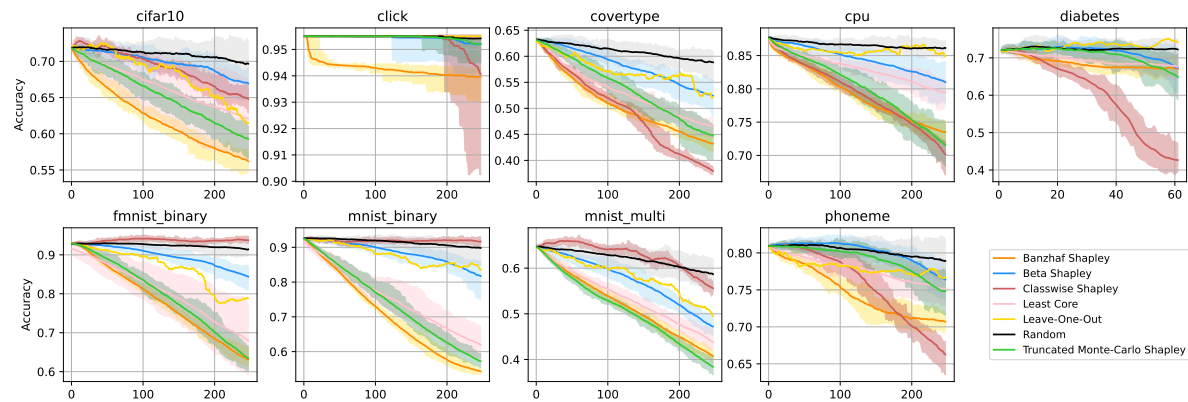 cifar10
click
covertype
cpu
diabetes
Accuracy
0.70
0.65
0.60
0.55
0 100 200
0.95
0.94
0.93
0.92
0.91
0.90
0 100 200
0.65
0.60
0.55
0.50
0.45
0.40
0 100 200
0.85
0.80
0.75
0.70
0 100 200
0.7
0.6
0.5
0.4
0 20 40 60
fmnist_binary
mnist_binary
mnist_multi
phoneme
Accuracy
0.9
0.8
0.7
0.6
0 100 200
0.9
0.8
0.7
0.6
0 100 200
0.6
0.5
0.4
0 100 200
0.80
0.75
0.70
0.65
0 100 200
Banzhaf Shapley
Beta Shapley
Classwise Shapley
Least Core
Leave-One-Out
Random
Truncated Monte-Carlo Shapley